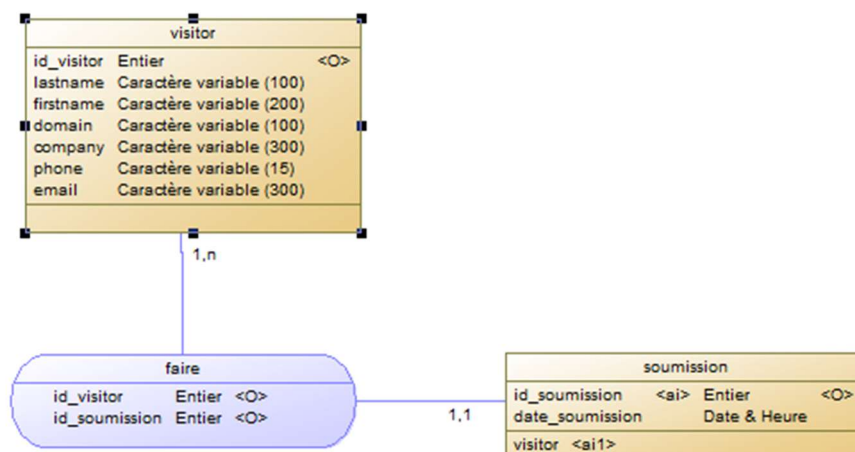 visitor
id_visitor Entier <O>
lastname Caractère variable (100)
firstname Caractère variable (200)
domain Caractère variable (100)
company Caractère variable (300)
phone Caractère variable (15)
email Caractère variable (300)
1,n
faire
id_visitor Entier <O>
id_soumission Entier <O>
1,1
soumission
id_soumission <ai> Entier <O>
date_soumission Date & Heure
visitor <ai1>